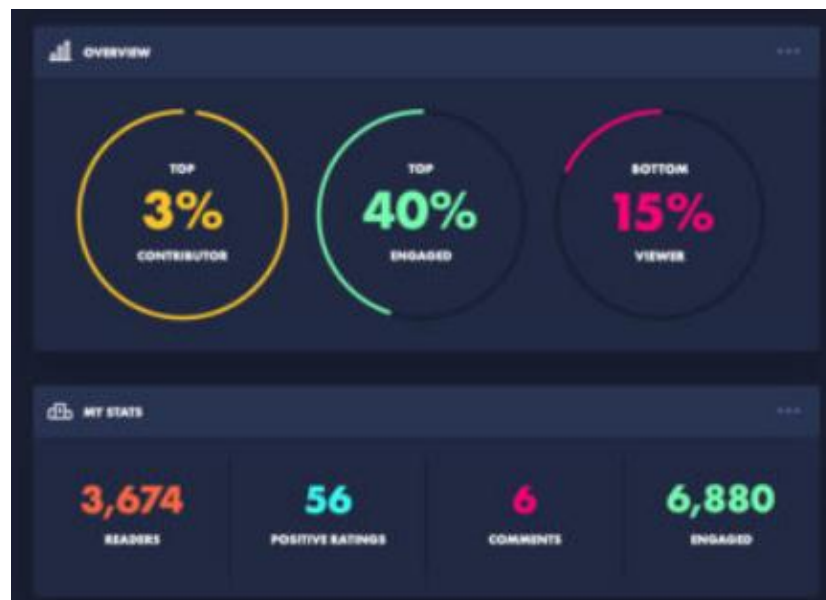 OVERVIEW
TOP
3%
CONTRIBUTOR
TOP
40%
ENGAGED
BOTTOM
15%
VIEWER
MY STATS
3,674
READERS
56
POSITIVE RATINGS
6
COMMENTS
6,880
ENGAGED